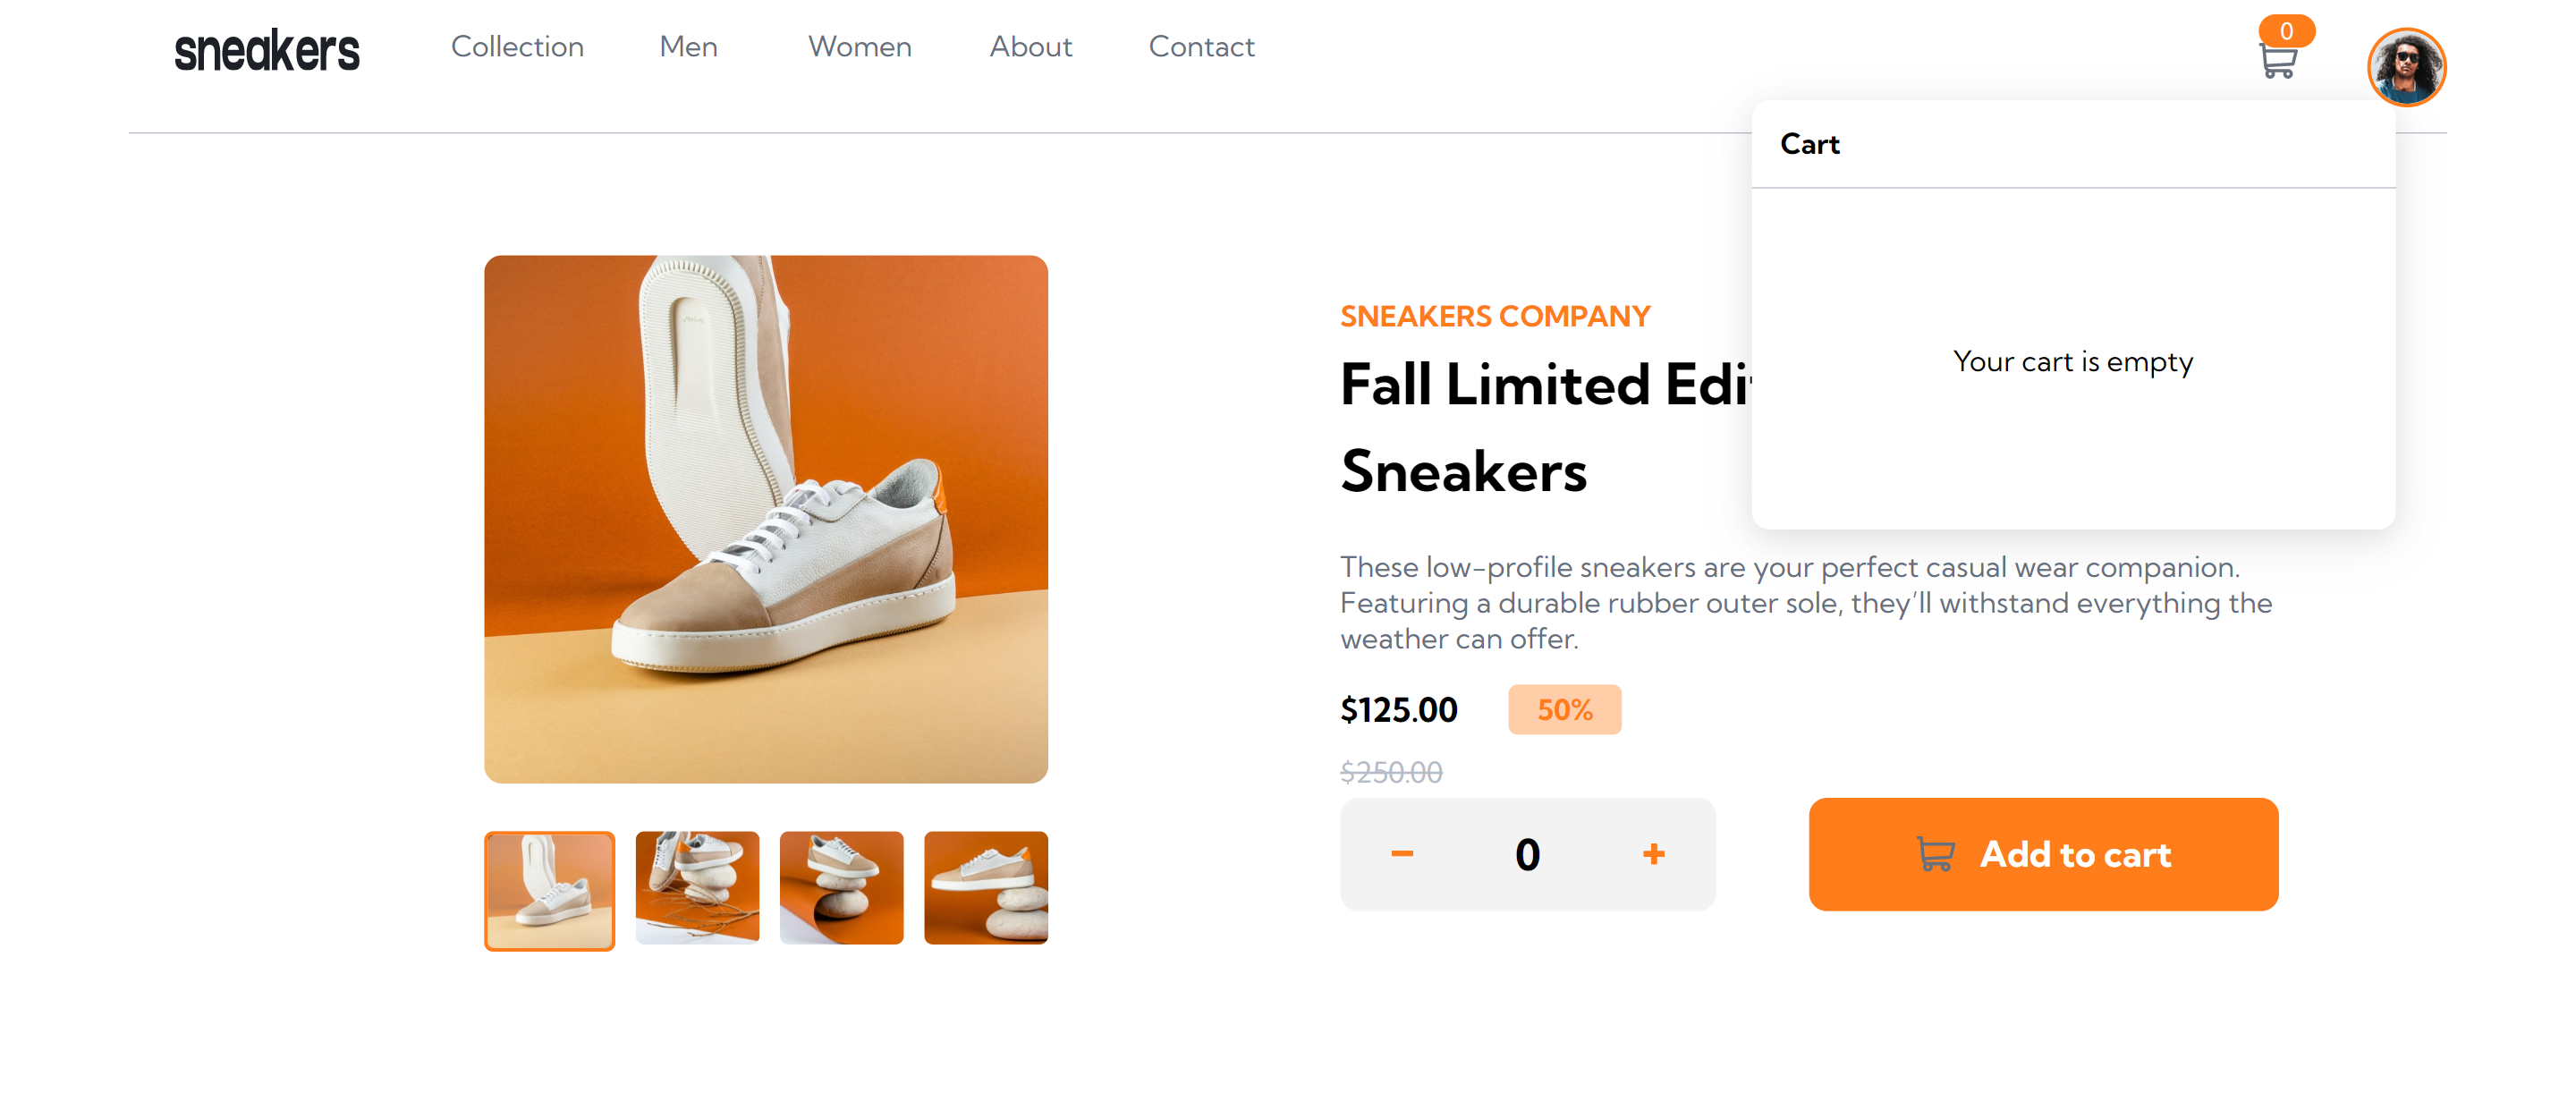 sneakers
Collection
Men
Women
About
Contact
0
Cart
Your cart is empty
SNEAKERS COMPANY
Fall Limited Edi
Sneakers
These low-profile sneakers are your perfect casual wear companion.
Featuring a durable rubber outer sole, they’ll withstand everything the
weather can offer.
$125.00
50%
$250.00
0
Add to cart